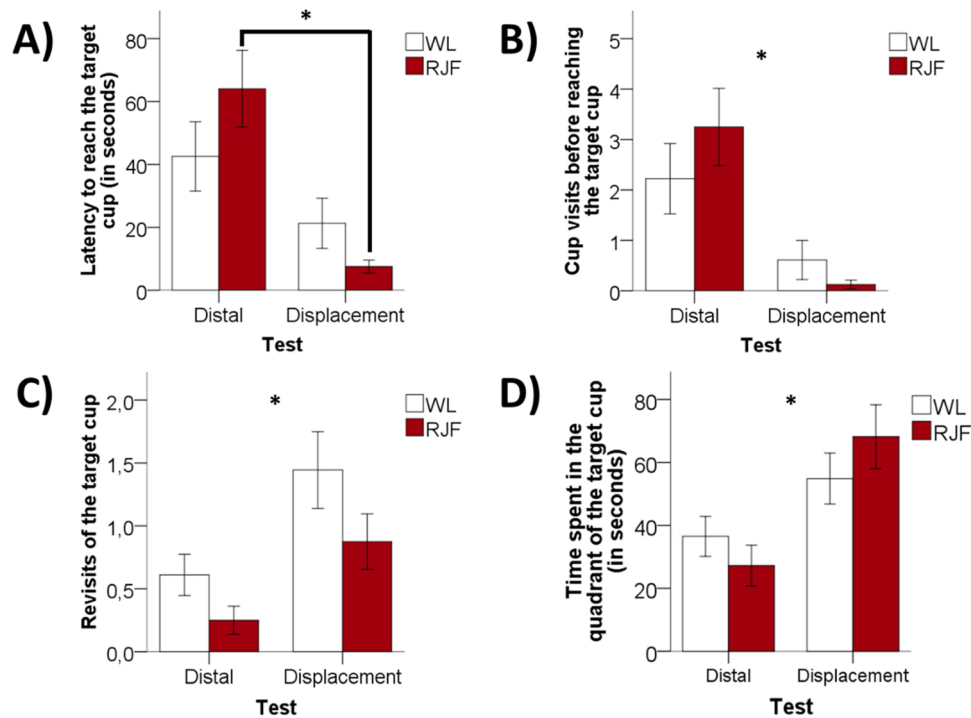 A)
*
Latency to reach the target
cup (in seconds)
80
60
40
20
0
WL
RJF
Distal
Displacement
Test
B)
*
Cup visits before reaching
the target cup
5
4
3
2
1
0
WL
RJF
Distal
Displacement
Test
C)
*
Revisits of the target cup
2,0
1,5
1,0
0,5
0,0
WL
RJF
Distal
Displacement
Test
D)
*
Time spent in the
quadrant of the target cup
(in seconds)
80
60
40
20
0
WL
RJF
Distal
Displacement
Test